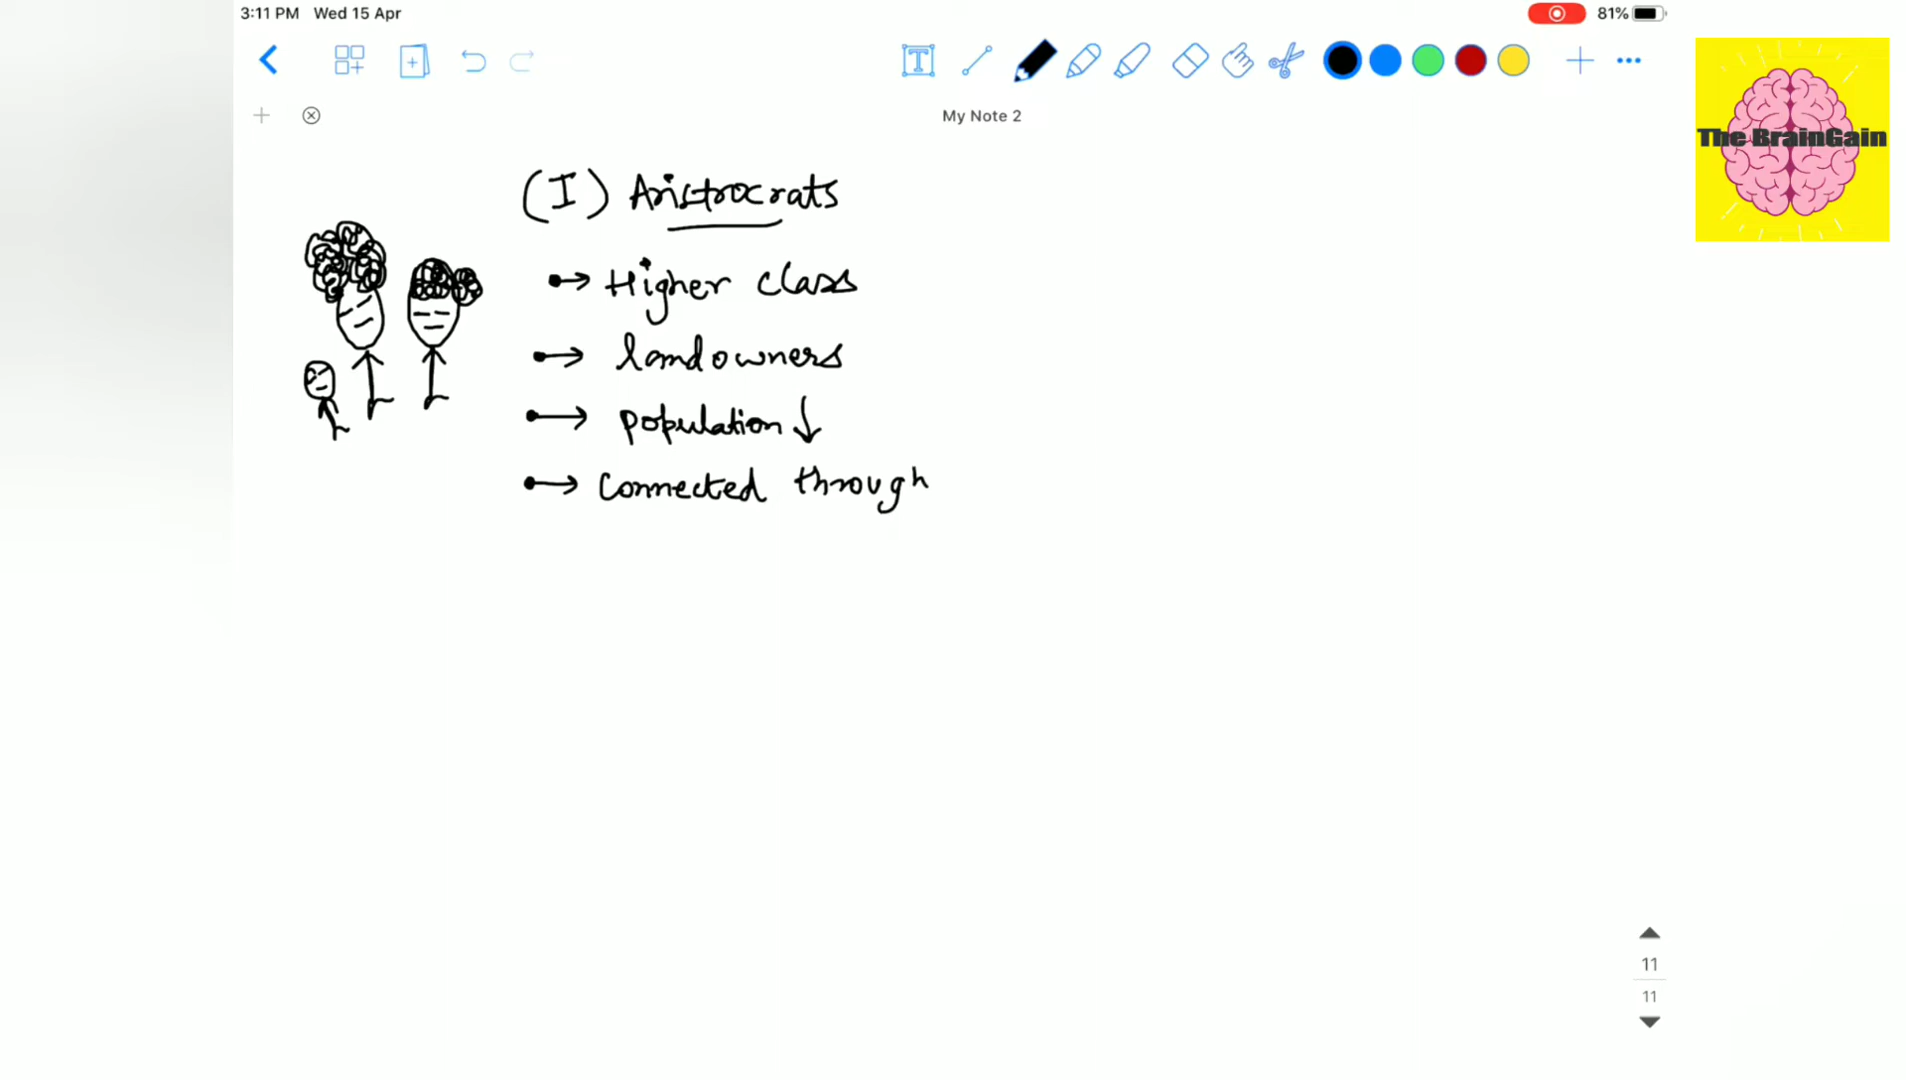 3:11 PM Wed 15 Apr
81%
My Note 2
The BrainGain
(I) Aristrocrats
Higher class
landowners
population ↓
Connected through
11
11